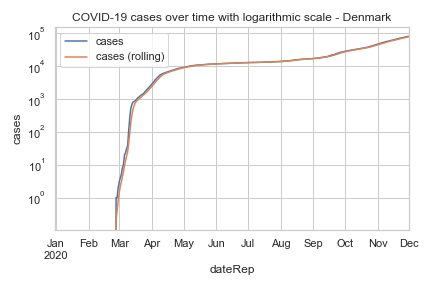 COVID-19 cases over time with logarithmic scale - Denmark
cases
cases (rolling)
10⁵
10⁴
10³
10²
10¹
10⁰
cases
Jan Feb Mar Apr May Jun Jul Aug Sep Oct Nov Dec
2020
dateRep